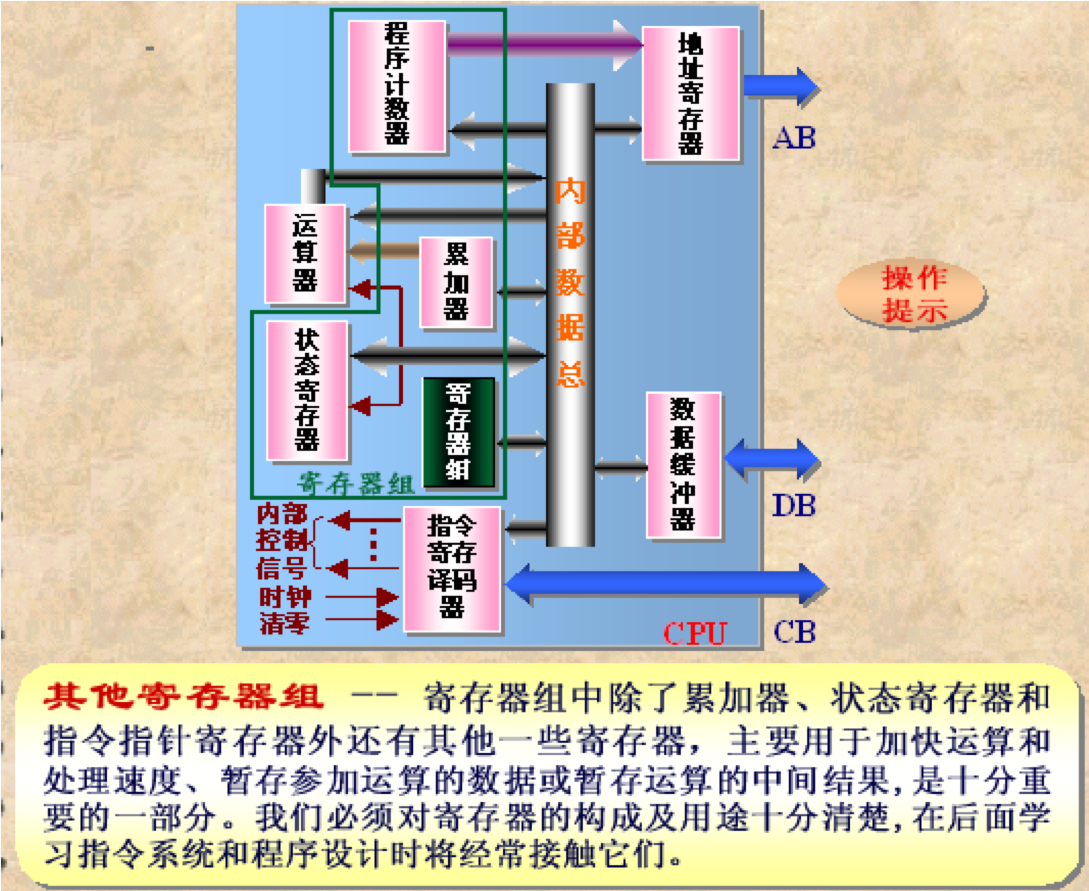 程序计数器
地址寄存器
AB
内部数据总
运算器
累加器
操作
提示
状态寄存器
寄存器组
数据缓冲器
寄存器组
DB
内部
控制
信号
时钟
清零
指令
寄存
译码
器
CPU
CB
其他寄存器组 -- 寄存器组中除了累加器、状态寄存器和
指令指针寄存器外还有其他一些寄存器，主要用于加快运算和
处理速度、暂存参加运算的数据或暂存运算的中间结果,是十分重
要的一部分。我们必须对寄存器的构成及用途十分清楚,在后面学
习指令系统和程序设计时将经常接触它们。